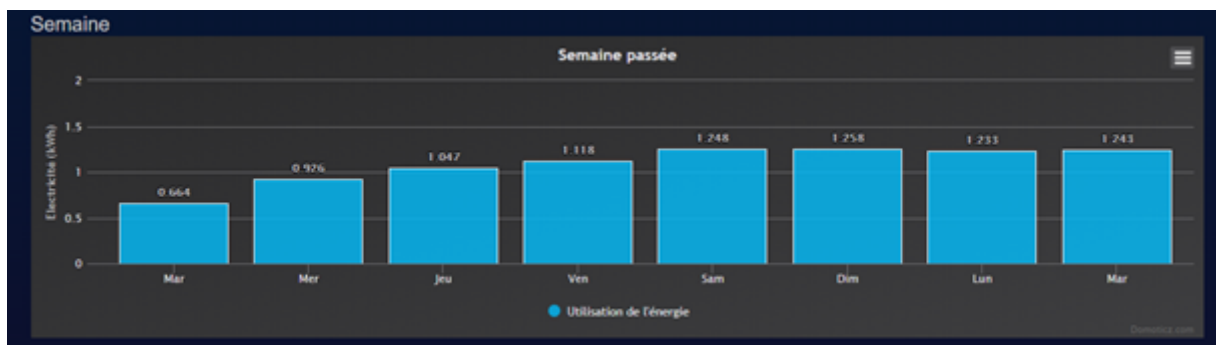 Semaine
Semaine passée
Electricité (kWh)
2
1.5
1
0.5
0
0.664
0.926
1.047
1.118
1.248
1.258
1.233
1.243
Mar Mer Jeu Ven Sam Dim Lun Mar
Utilisation de l'énergie
Domoticz.com